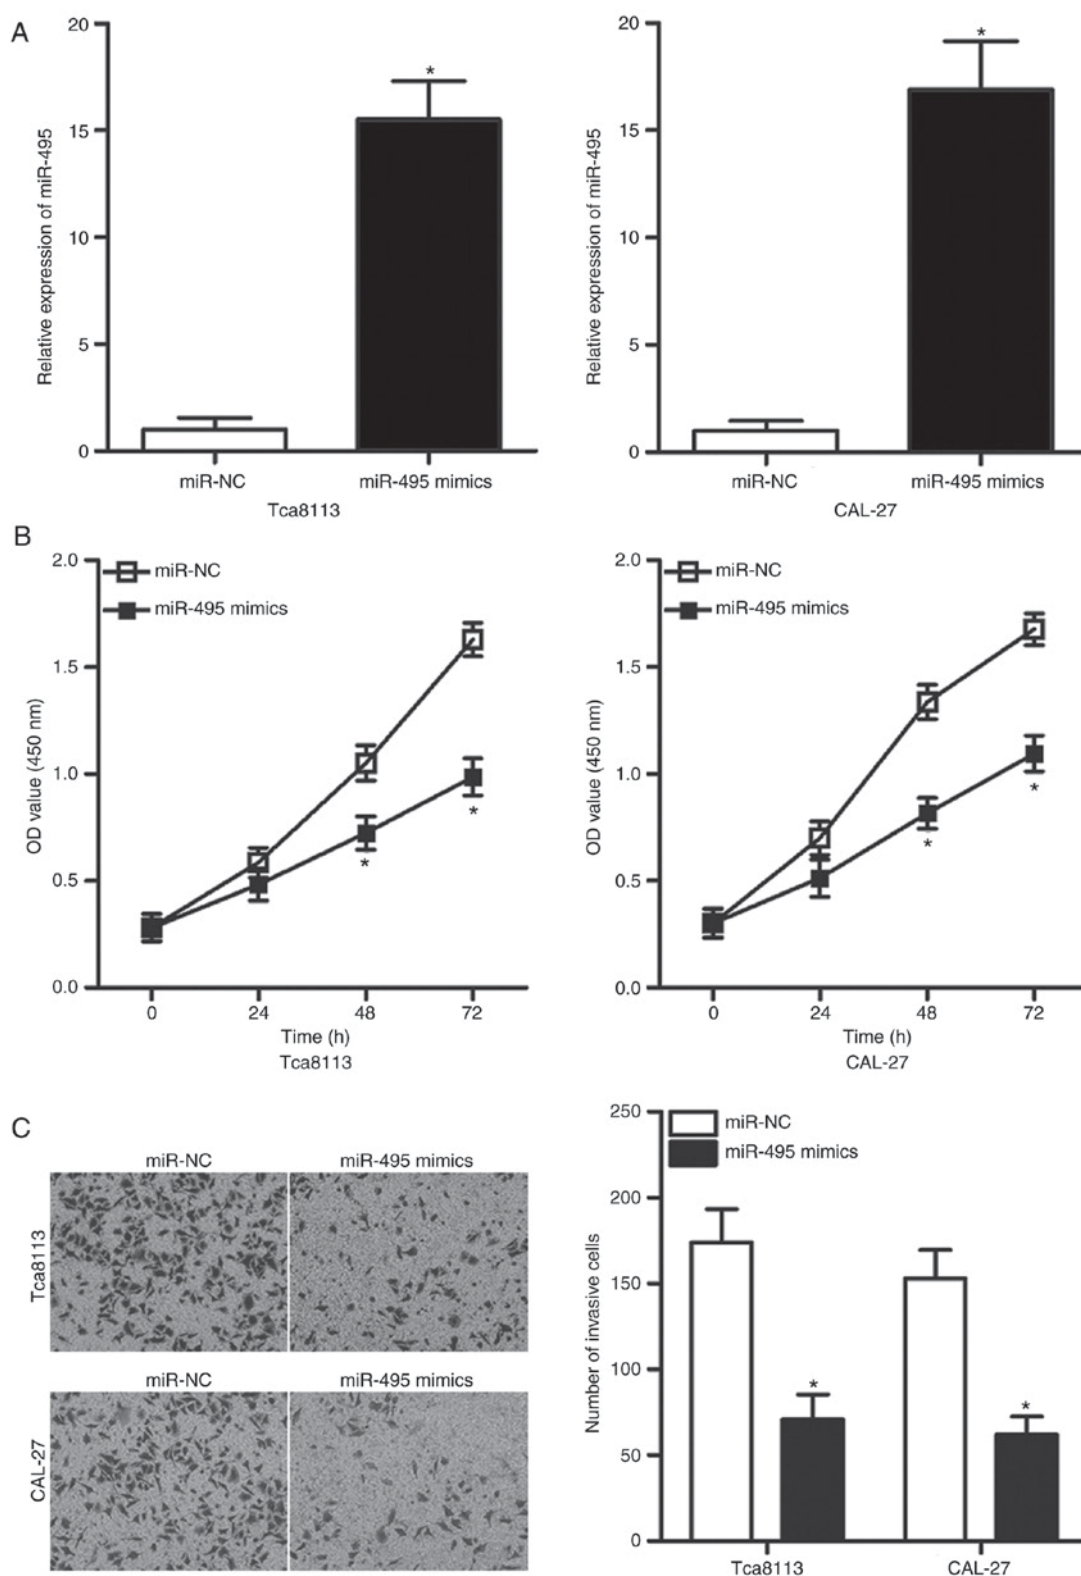 A
20
15
10
5
0
Relative expression of miR-495
*
miR-NC
miR-495 mimics
Tca8113
20
15
10
5
0
Relative expression of miR-495
*
miR-NC
miR-495 mimics
CAL-27
B
2.0
1.5
1.0
0.5
0.0
OD value (450 nm)
miR-NC
miR-495 mimics
*
*
0 24 48 72
Time (h)
Tca8113
2.0
1.5
1.0
0.5
0.0
OD value (450 nm)
miR-NC
miR-495 mimics
*
*
0 24 48 72
Time (h)
CAL-27
C
miR-NC miR-495 mimics
Tca8113
miR-NC miR-495 mimics
CAL-27
250
200
150
100
50
0
Number of invasive cells
miR-NC
miR-495 mimics
*
*
Tca8113 CAL-27